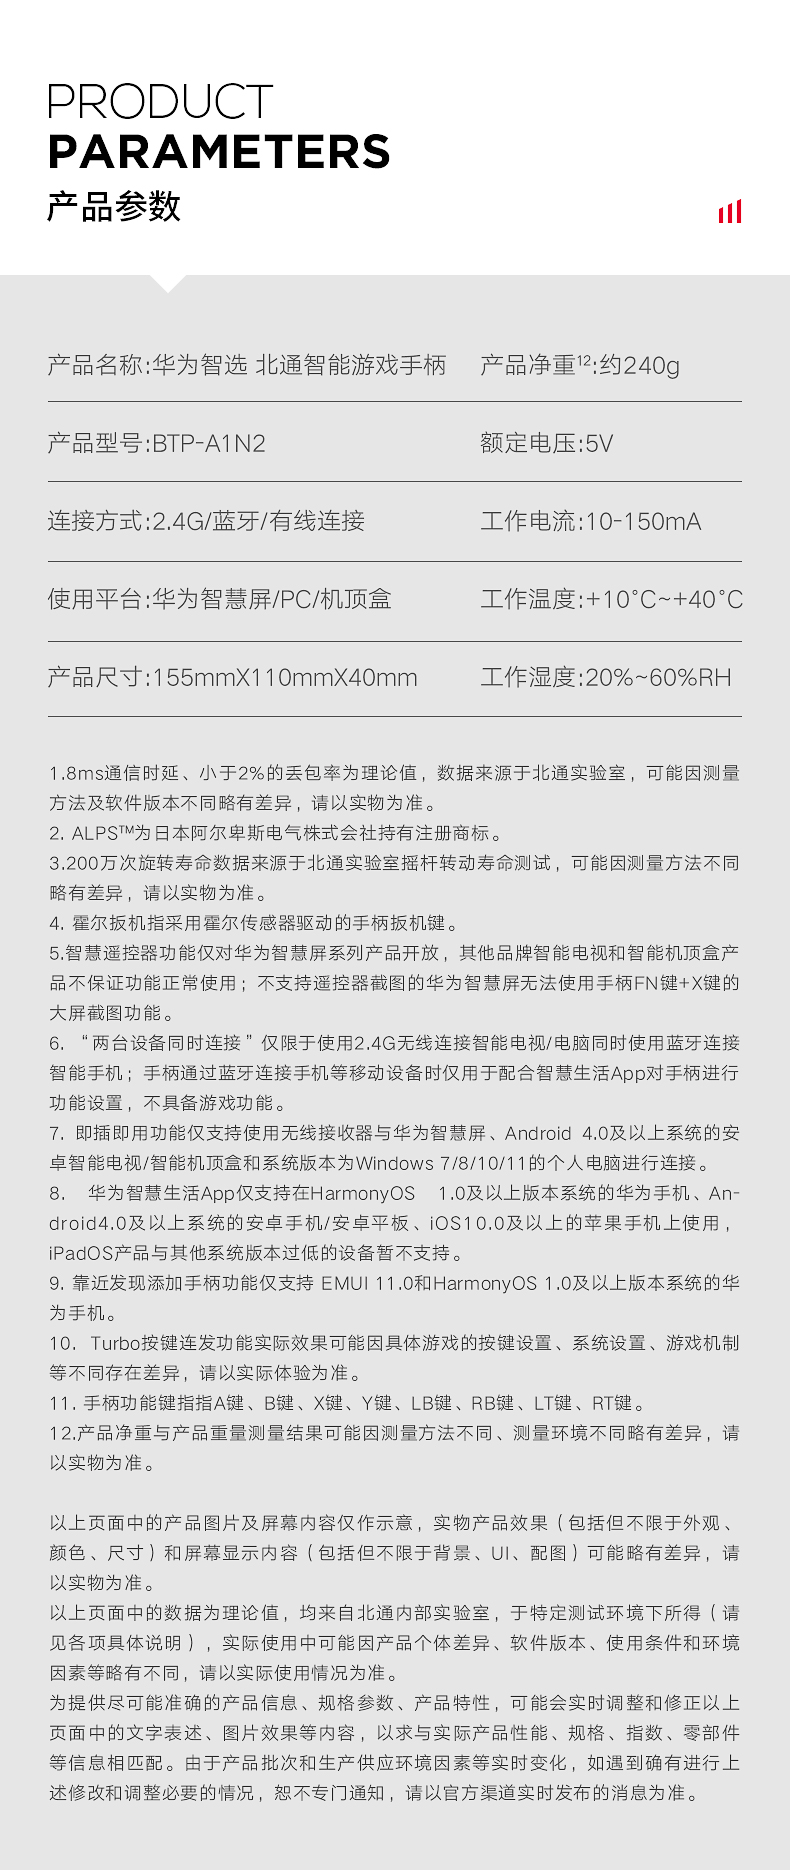 PRODUCT
PARAMETERS
产品参数
产品名称:华为智选 北通智能游戏手柄
产品净重¹²:约240g
产品型号:BTP-A1N2
额定电压:5V
连接方式:2.4G/蓝牙/有线连接
工作电流:10-150mA
使用平台:华为智慧屏/PC/机顶盒
工作温度:+10°C~+40°C
产品尺寸:155mmX110mmX40mm
工作湿度:20%~60%RH
1.8ms通信时延、小于2%的丢包率为理论值，数据来源于北通实验室，可能因测量
方法及软件版本不同略有差异，请以实物为准。
2. ALPS™为日本阿尔卑斯电气株式会社持有注册商标。
3.200万次旋转寿命数据来源于北通实验室摇杆转动寿命测试，可能因测量方法不同
略有差异，请以实物为准。
4. 霍尔扳机指采用霍尔传感器驱动的手柄扳机键。
5.智慧遥控器功能仅对华为智慧屏系列产品开放，其他品牌智能电视和智能机顶盒产
品不保证功能正常使用；不支持遥控器截图的华为智慧屏无法使用手柄FN键+X键的
大屏截图功能。
6. “两台设备同时连接”仅限于使用2.4G无线连接智能电视/电脑同时使用蓝牙连接
智能手机；手柄通过蓝牙连接手机等移动设备时仅用于配合智慧生活App对手柄进行
功能设置，不具备游戏功能。
7. 即插即用功能仅支持使用无线接收器与华为智慧屏、Android 4.0及以上系统的安
卓智能电视/智能机顶盒和系统版本为Windows 7/8/10/11的个人电脑进行连接。
8. 华为智慧生活App仅支持在HarmonyOS 1.0及以上版本系统的华为手机、An-
droid4.0及以上系统的安卓手机/安卓平板、iOS10.0及以上的苹果手机上使用，
iPadOS产品与其他系统版本过低的设备暂不支持。
9. 靠近发现添加手柄功能仅支持 EMUI 11.0和HarmonyOS 1.0及以上版本系统的华
为手机。
10. Turbo按键连发功能实际效果可能因具体游戏的按键设置、系统设置、游戏机制
等不同存在差异，请以实际体验为准。
11. 手柄功能键指指A键、B键、X键、Y键、LB键、RB键、LT键、RT键。
12.产品净重与产品重量测量结果可能因测量方法不同、测量环境不同略有差异，请
以实物为准。
以上页面中的产品图片及屏幕内容仅作示意，实物产品效果（包括但不限于外观、
颜色、尺寸）和屏幕显示内容（包括但不限于背景、UI、配图）可能略有差异，请
以实物为准。
以上页面中的数据为理论值，均来自北通内部实验室，于特定测试环境下所得（请
见各项具体说明），实际使用中可能因产品个体差异、软件版本、使用条件和环境
因素等略有不同，请以实际使用情况为准。
为提供尽可能准确的产品信息、规格参数、产品特性，可能会实时调整和修正以上
页面中的文字表述、图片效果等内容，以求与实际产品性能、规格、指数、零部件
等信息相匹配。由于产品批次和生产供应环境因素等实时变化，如遇到确有进行上
述修改和调整必要的情况，恕不专门通知，请以官方渠道实时发布的消息为准。